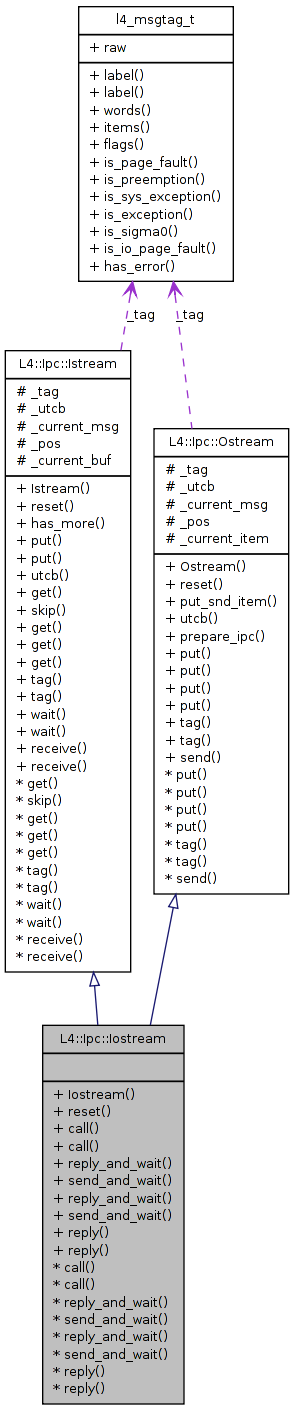 l4_msgtag_t
+ raw
+ label()
+ label()
+ words()
+ items()
+ flags()
+ is_page_fault()
+ is_preemption()
+ is_sys_exception()
+ is_exception()
+ is_sigma0()
+ is_io_page_fault()
+ has_error()
_tag
_tag
L4::Ipc::Istream
# _tag
# _utcb
# _current_msg
# _pos
# _current_buf
+ Istream()
+ reset()
+ has_more()
+ put()
+ put()
+ utcb()
+ get()
+ skip()
+ get()
+ get()
+ get()
+ tag()
+ tag()
+ wait()
+ wait()
+ receive()
+ receive()
* get()
* skip()
* get()
* get()
* get()
* tag()
* tag()
* wait()
* wait()
* receive()
* receive()
L4::Ipc::Ostream
# _tag
# _utcb
# _current_msg
# _pos
# _current_item
+ Ostream()
+ reset()
+ put_snd_item()
+ utcb()
+ prepare_ipc()
+ put()
+ put()
+ put()
+ put()
+ tag()
+ tag()
+ send()
* put()
* put()
* put()
* put()
* tag()
* tag()
* send()
L4::Ipc::Iostream
+ Iostream()
+ reset()
+ call()
+ call()
+ reply_and_wait()
+ send_and_wait()
+ reply_and_wait()
+ send_and_wait()
+ reply()
+ reply()
* call()
* call()
* reply_and_wait()
* send_and_wait()
* reply_and_wait()
* send_and_wait()
* reply()
* reply()